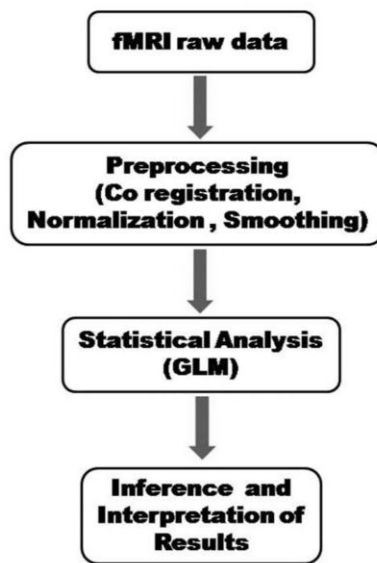 fMRI raw data
Preprocessing
(Co registration,
Normalization , Smoothing)
Statistical Analysis
(GLM)
Inference and
Interpretation of
Results